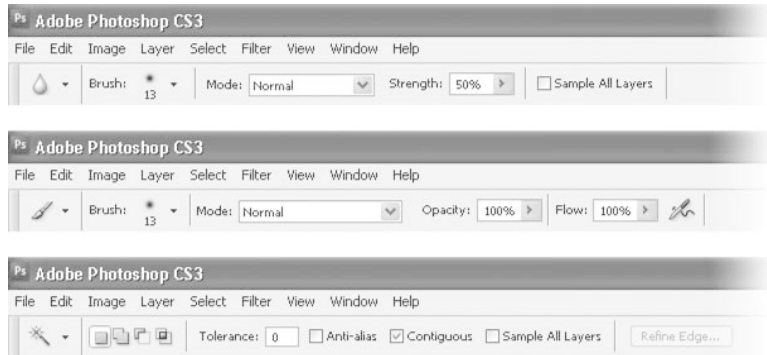 Ps Adobe Photoshop CS3
File Edit Image Layer Select Filter View Window Help
Brush: 13 Mode: Normal Strength: 50% Sample All Layers
Ps Adobe Photoshop CS3
File Edit Image Layer Select Filter View Window Help
Brush: 13 Mode: Normal Opacity: 100% Flow: 100%
Ps Adobe Photoshop CS3
File Edit Image Layer Select Filter View Window Help
Tolerance: 0 Anti-alias Contiguous Sample All Layers Refine Edge...